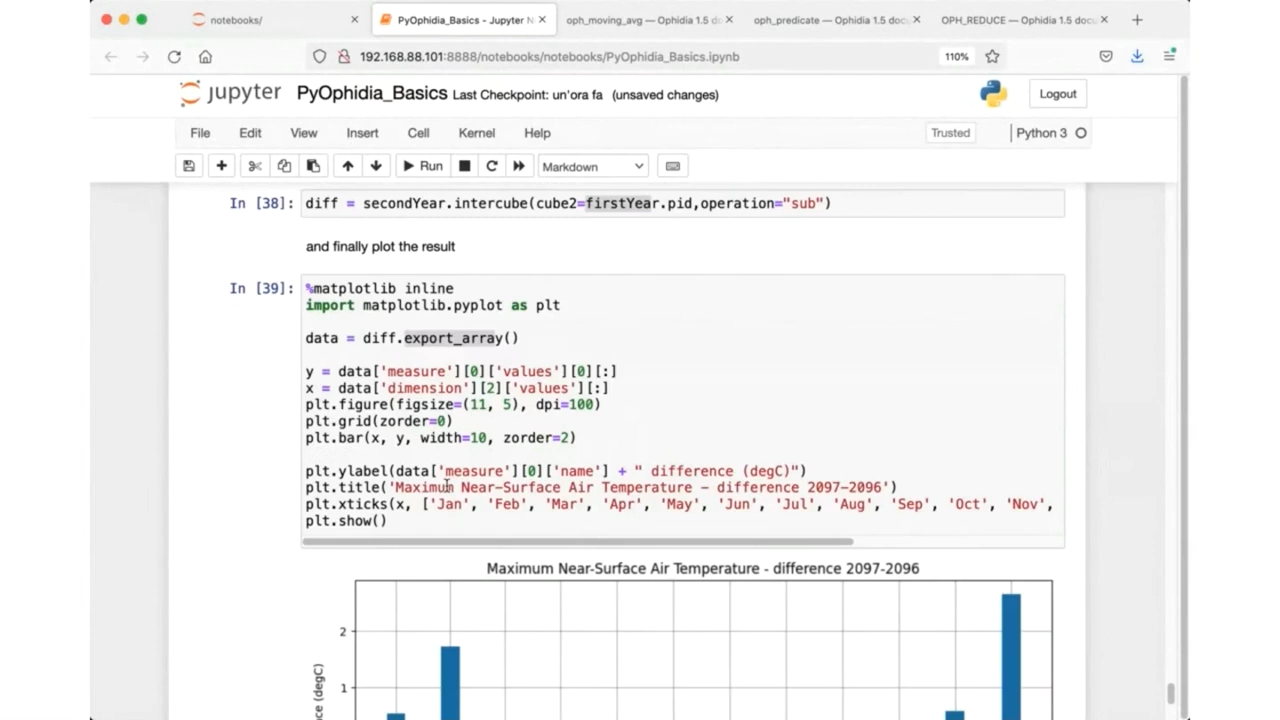 notebooks/
PyOphidia_Basics - Jupyter N
oph_moving_avg — Ophidia 1.5 do
oph_predicate — Ophidia 1.5 docu
OPH_REDUCE — Ophidia 1.5 docu
192.168.88.101:8888/notebooks/notebooks/PyOphidia_Basics.ipynb
110%
jupyter
PyOphidia_Basics Last Checkpoint: un'ora fa (unsaved changes)
Logout
File Edit View Insert Cell Kernel Help
Trusted
Python 3
Run
Markdown
In [38]: diff = secondYear.intercube(cube2=firstYear.pid,operation="sub")
and finally plot the result
In [39]: %matplotlib inline
import matplotlib.pyplot as plt
data = diff.export_array()
y = data['measure'][0]['values'][0][:]
x = data['dimension'][2]['values'][:]
plt.figure(figsize=(11, 5), dpi=100)
plt.grid(zorder=0)
plt.bar(x, y, width=10, zorder=2)
plt.ylabel(data['measure'][0]['name'] + " difference (degC)")
plt.title('Maximum Near-Surface Air Temperature - difference 2097-2096')
plt.xticks(x, ['Jan', 'Feb', 'Mar', 'Apr', 'May', 'Jun', 'Jul', 'Aug', 'Sep', 'Oct', 'Nov',
plt.show()
Maximum Near-Surface Air Temperature - difference 2097-2096
2
1
(degC)